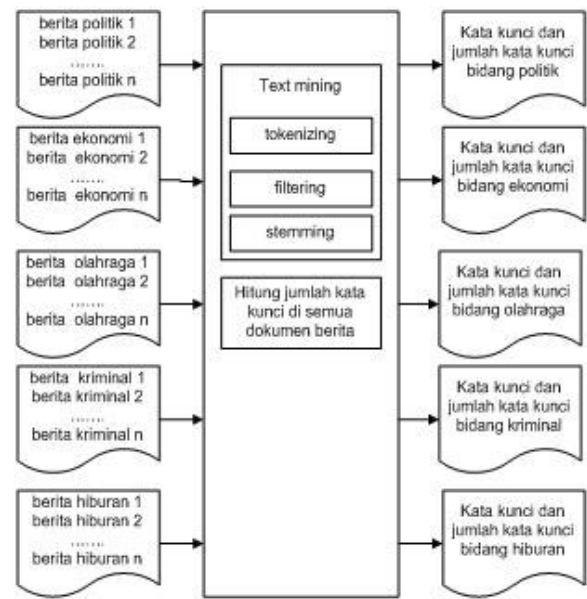 berita politik 1
berita politik 2
.......
berita politik n
berita ekonomi 1
berita ekonomi 2
.......
berita ekonomi n
berita olahraga 1
berita olahraga 2
.......
berita olahraga n
berita kriminal 1
berita kriminal 2
.......
berita kriminal n
berita hiburan 1
berita hiburan 2
.......
berita hiburan n
Text mining
tokenizing
filtering
stemming
Hitung jumlah kata
kunci di semua
dokumen berita
Kata kunci dan
jumlah kata kunci
bidang politik
Kata kunci dan
jumlah kata kunci
bidang ekonomi
Kata kunci dan
jumlah kata kunci
bidang olahraga
Kata kunci dan
jumlah kata kunci
bidang kriminal
Kata kunci dan
jumlah kata kunci
bidang hiburan